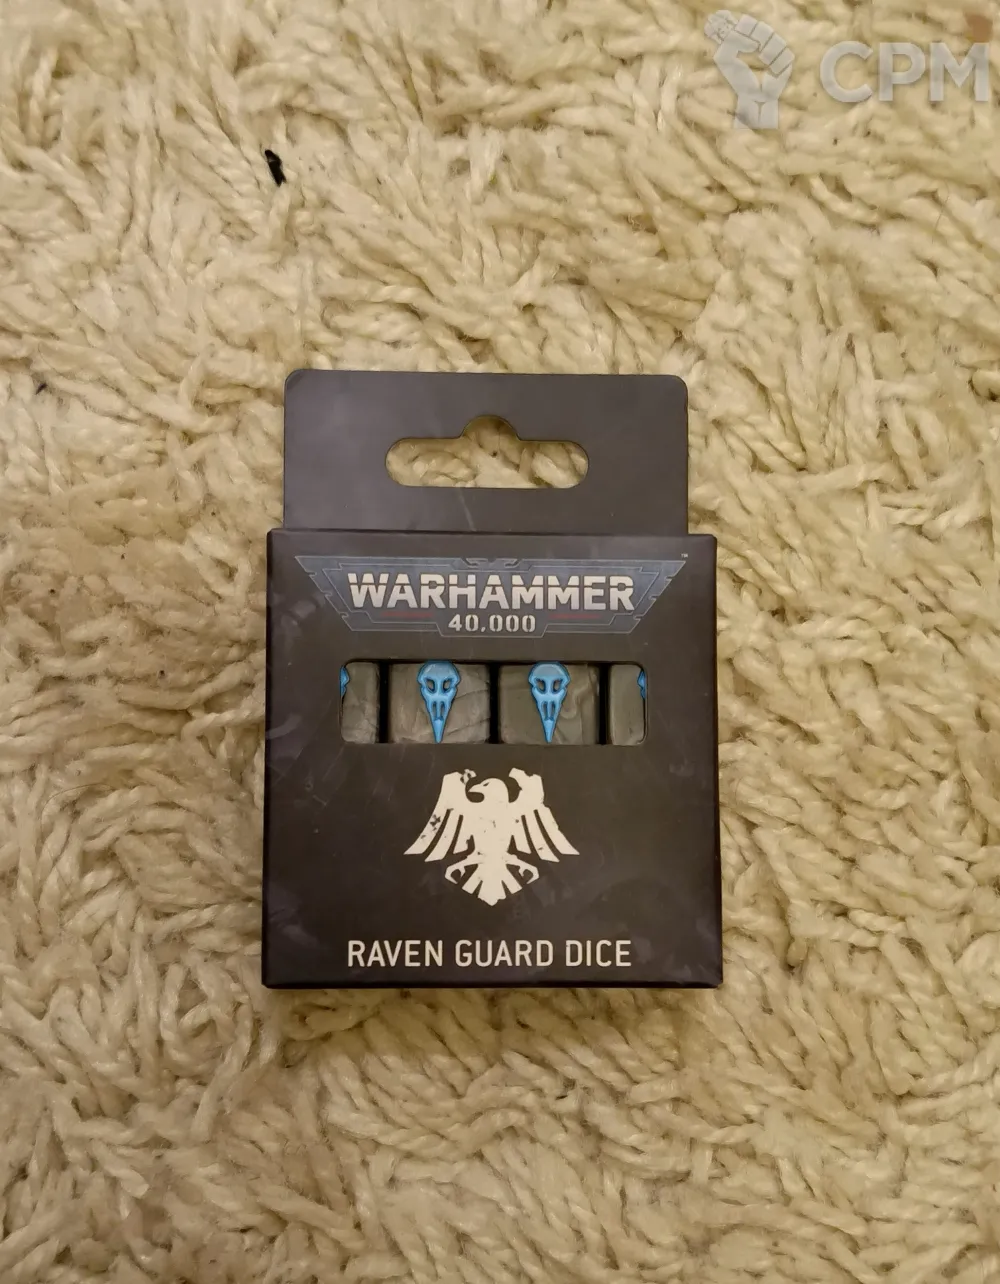 CPM
WARHAMMER
40,000
RAVEN GUARD DICE